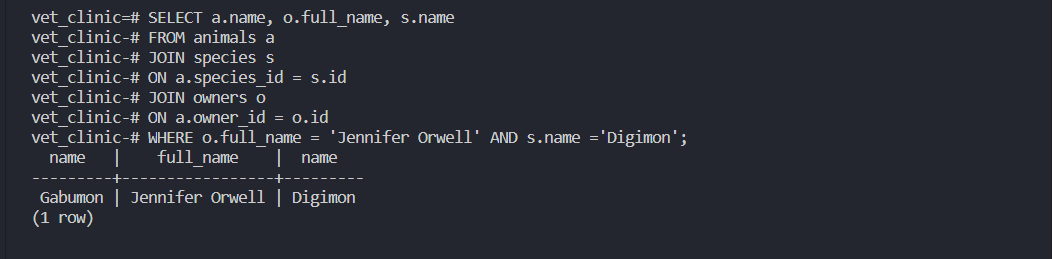 vet_clinic=# SELECT a.name, o.full_name, s.name
vet_clinic-# FROM animals a
vet_clinic-# JOIN species s
vet_clinic-# ON a.species_id = s.id
vet_clinic-# JOIN owners o
vet_clinic-# ON a.owner_id = o.id
vet_clinic-# WHERE o.full_name = 'Jennifer Orwell' AND s.name ='Digimon';
  name   |    full_name    |  name
---------+-----------------+---------
 Gabumon | Jennifer Orwell | Digimon
(1 row)